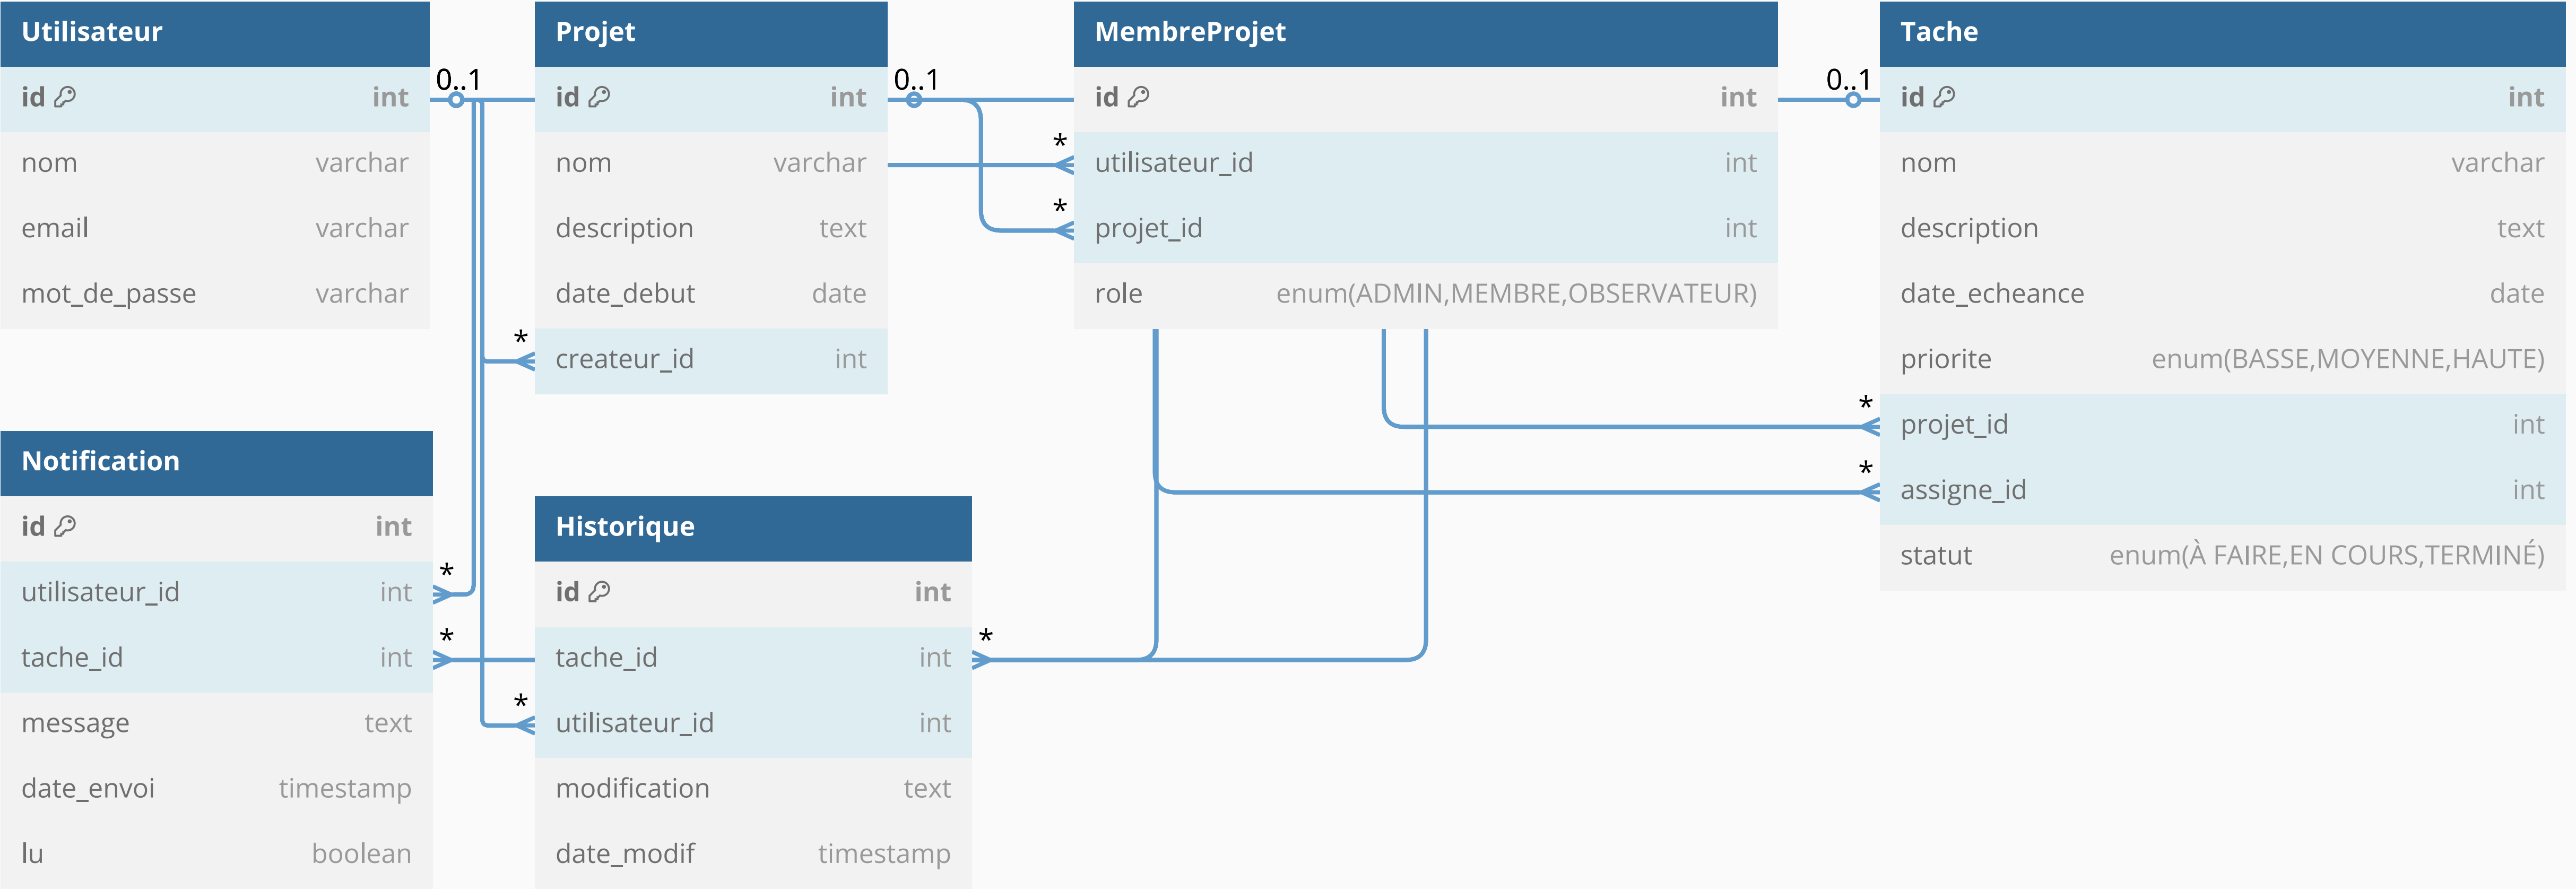 Utilisateur
id int
nom varchar
email varchar
mot_de_passe varchar
0..1
Projet
id int
nom varchar
description text
date_debut date
* createur_id int
0..1
MembreProjet
id int
* utilisateur_id int
* projet_id int
role enum(ADMIN,MEMBRE,OBSERVATEUR)
0..1
Tache
id int
nom varchar
description text
date_echeance date
priorite enum(BASSE,MOYENNE,HAUTE)
* projet_id int
* assigne_id int
statut enum(À FAIRE,EN COURS,TERMINÉ)
Notification
id int
utilisateur_id int *
tache_id int *
message text
date_envoi timestamp
lu boolean
Historique
id int
tache_id int *
* utilisateur_id int
modification text
date_modif timestamp